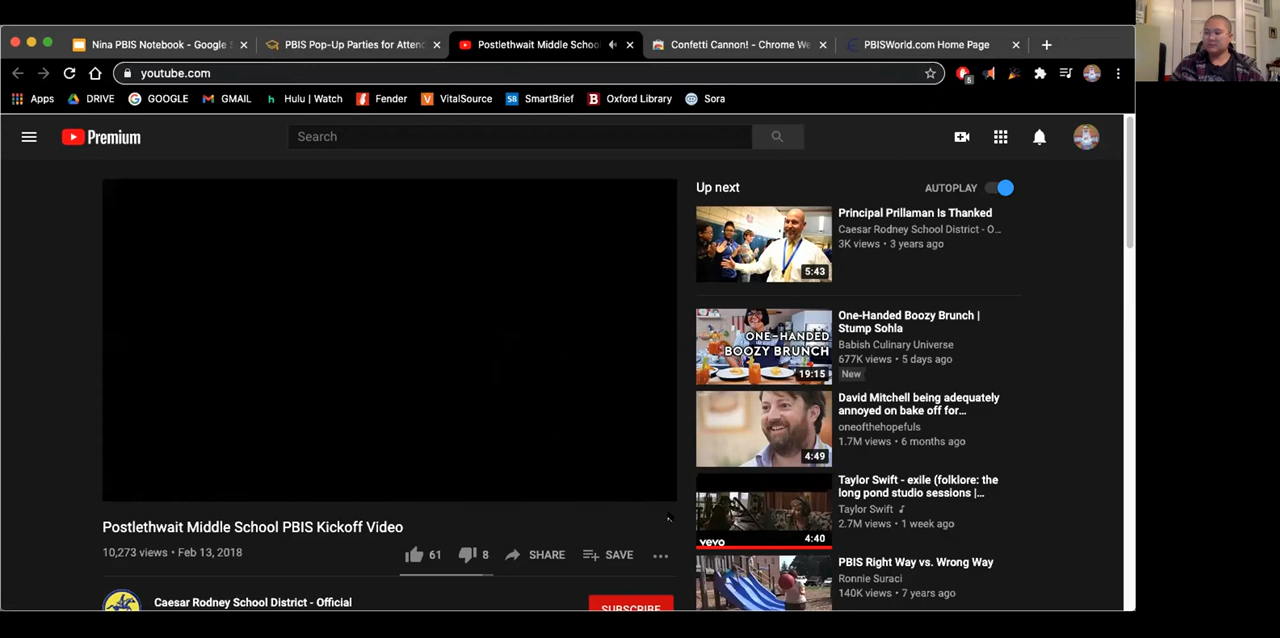 Nina PBIS Notebook - Google S
PBIS Pop-Up Parties for Attend
Postlethwait Middle Schoo
Confetti Cannon! - Chrome We
PBISWorld.com Home Page
youtube.com
5
Apps
DRIVE
GOOGLE
GMAIL
Hulu | Watch
Fender
VitalSource
SmartBrief
Oxford Library
Sora
Premium
Search
Up next
AUTOPLAY
Principal Prillaman Is Thanked
Caesar Rodney School District - O...
3K views • 3 years ago
5:43
One-Handed Boozy Brunch |
Stump Sohla
Babish Culinary Universe
677K views • 5 days ago
New
ONE-HANDED
BOOZY BRUNCH
19:15
David Mitchell being adequately
annoyed on bake off for...
oneofthehopefuls
1.7M views • 6 months ago
4:49
Taylor Swift - exile (folklore: the
long pond studio sessions |...
Taylor Swift
2.7M views • 1 week ago
vevo
4:40
PBIS Right Way vs. Wrong Way
Ronnie Suraci
140K views • 7 years ago
Postlethwait Middle School PBIS Kickoff Video
10,273 views • Feb 13, 2018
61
8
SHARE
SAVE
Caesar Rodney School District - Official
SUBSCRIBE